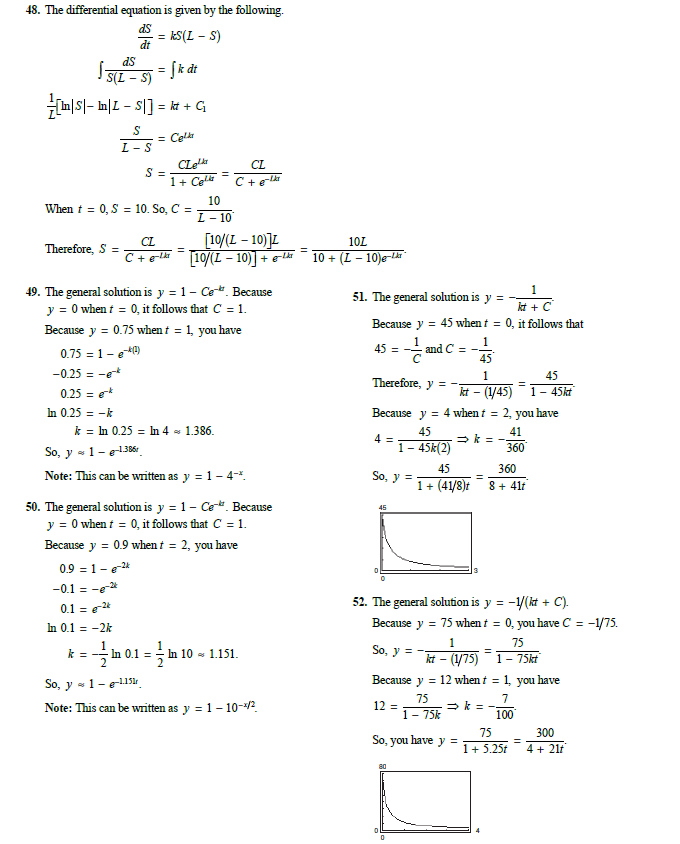 48. The differential equation is given by the following.
dS/dt = kS(L − S)
∫ dS/S(L − S) = ∫ k dt
1/L[ln|S| − ln|L − S|] = kt + C₁
S/(L − S) = Ce^(Lkt)
S = CLe^(Lkt)/(1 + Ce^(Lkt)) = CL/(C + e^(−Lkt))
When t = 0, S = 10. So, C = 10/(L − 10).
Therefore, S = CL/(C + e^(−Lkt)) = [10/(L − 10)]L/([10/(L − 10)] + e^(−Lkt)) = 10L/(10 + (L − 10)e^(−Lkt)).
49. The general solution is y = 1 − Ce^(−kt). Because
y = 0 when t = 0, it follows that C = 1.
Because y = 0.75 when t = 1, you have
0.75 = 1 − e^(−k(1))
−0.25 = −e^(−k)
0.25 = e^(−k)
ln 0.25 = −k
k = ln 0.25 = ln 4 ≈ 1.386.
So, y ≈ 1 − e^(−1.386t).
Note: This can be written as y = 1 − 4^(−x).
50. The general solution is y = 1 − Ce^(−kt). Because
y = 0 when t = 0, it follows that C = 1.
Because y = 0.9 when t = 2, you have
0.9 = 1 − e^(−2k)
−0.1 = −e^(−2k)
0.1 = e^(−2k)
ln 0.1 = −2k
k = −1/2 ln 0.1 = 1/2 ln 10 ≈ 1.151.
So, y ≈ 1 − e^(−1.151t).
Note: This can be written as y = 1 − 10^(−x/2).
51. The general solution is y = −1/(kt + C).
Because y = 45 when t = 0, it follows that
45 = −1/C and C = −1/45.
Therefore, y = −1/(kt − (1/45)) = 45/(1 − 45kt).
Because y = 4 when t = 2, you have
4 = 45/(1 − 45k(2)) ⇒ k = −41/360.
So, y = 45/(1 + (41/8)t) = 360/(8 + 41t).
45
0
3
0
52. The general solution is y = −1/(kt + C).
Because y = 75 when t = 0, you have C = −1/75.
So, y = −1/(kt − (1/75)) = 75/(1 − 75kt).
Because y = 12 when t = 1, you have
12 = 75/(1 − 75k) ⇒ k = −7/100.
So, you have y = 75/(1 + 5.25t) = 300/(4 + 21t).
80
0
4
0